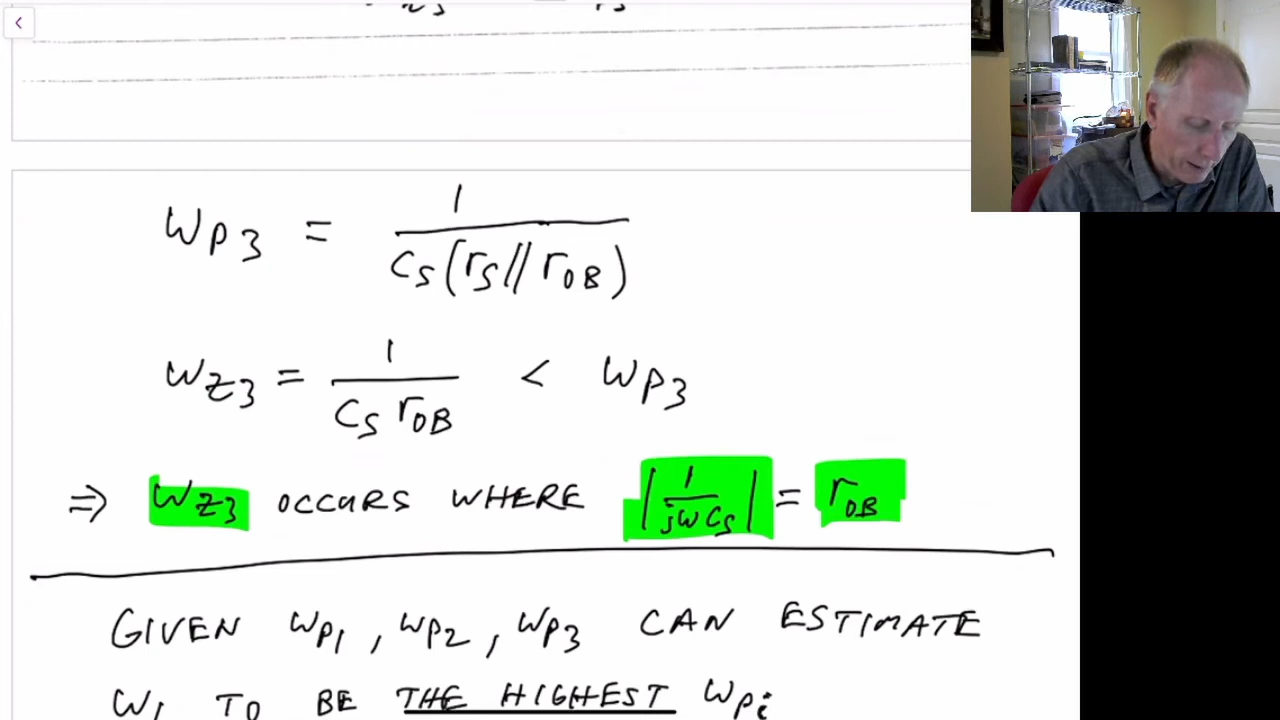 ωp3 = 1 / (Cs(rs//roB))
ωz3 = 1 / (Cs roB) < ωp3
⇒ ωz3 OCCURS WHERE |1 / (jωCs)| = roB
GIVEN ωp1, ωp2, ωp3 CAN ESTIMATE
TO BE THE HIGHEST ωpi